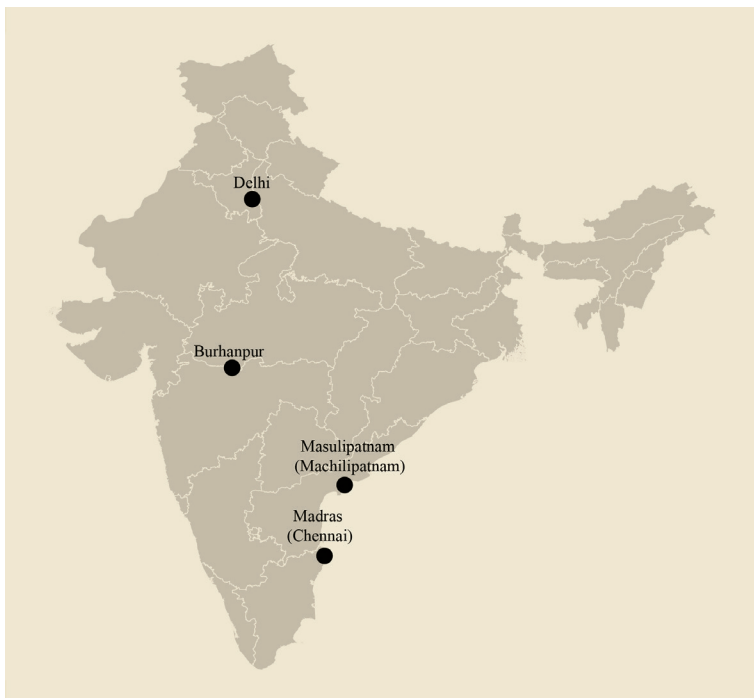 Delhi
Burhanpur
Masulipatnam
(Machilipatnam)
Madras
(Chennai)